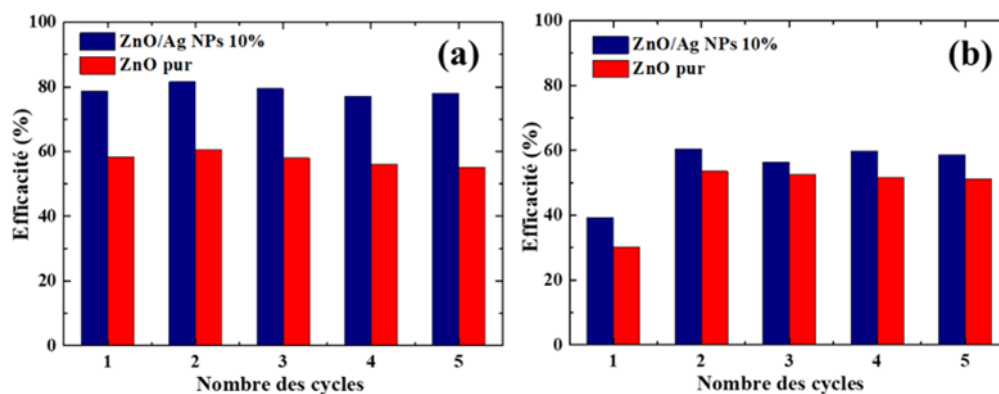 100
80
60
40
20
0
Efficacité (%)
ZnO/Ag NPs 10%
ZnO pur
(a)
1 2 3 4 5
Nombre des cycles
100
80
60
40
20
0
Efficacité (%)
ZnO/Ag NPs 10%
ZnO pur
(b)
1 2 3 4 5
Nombre des cycles